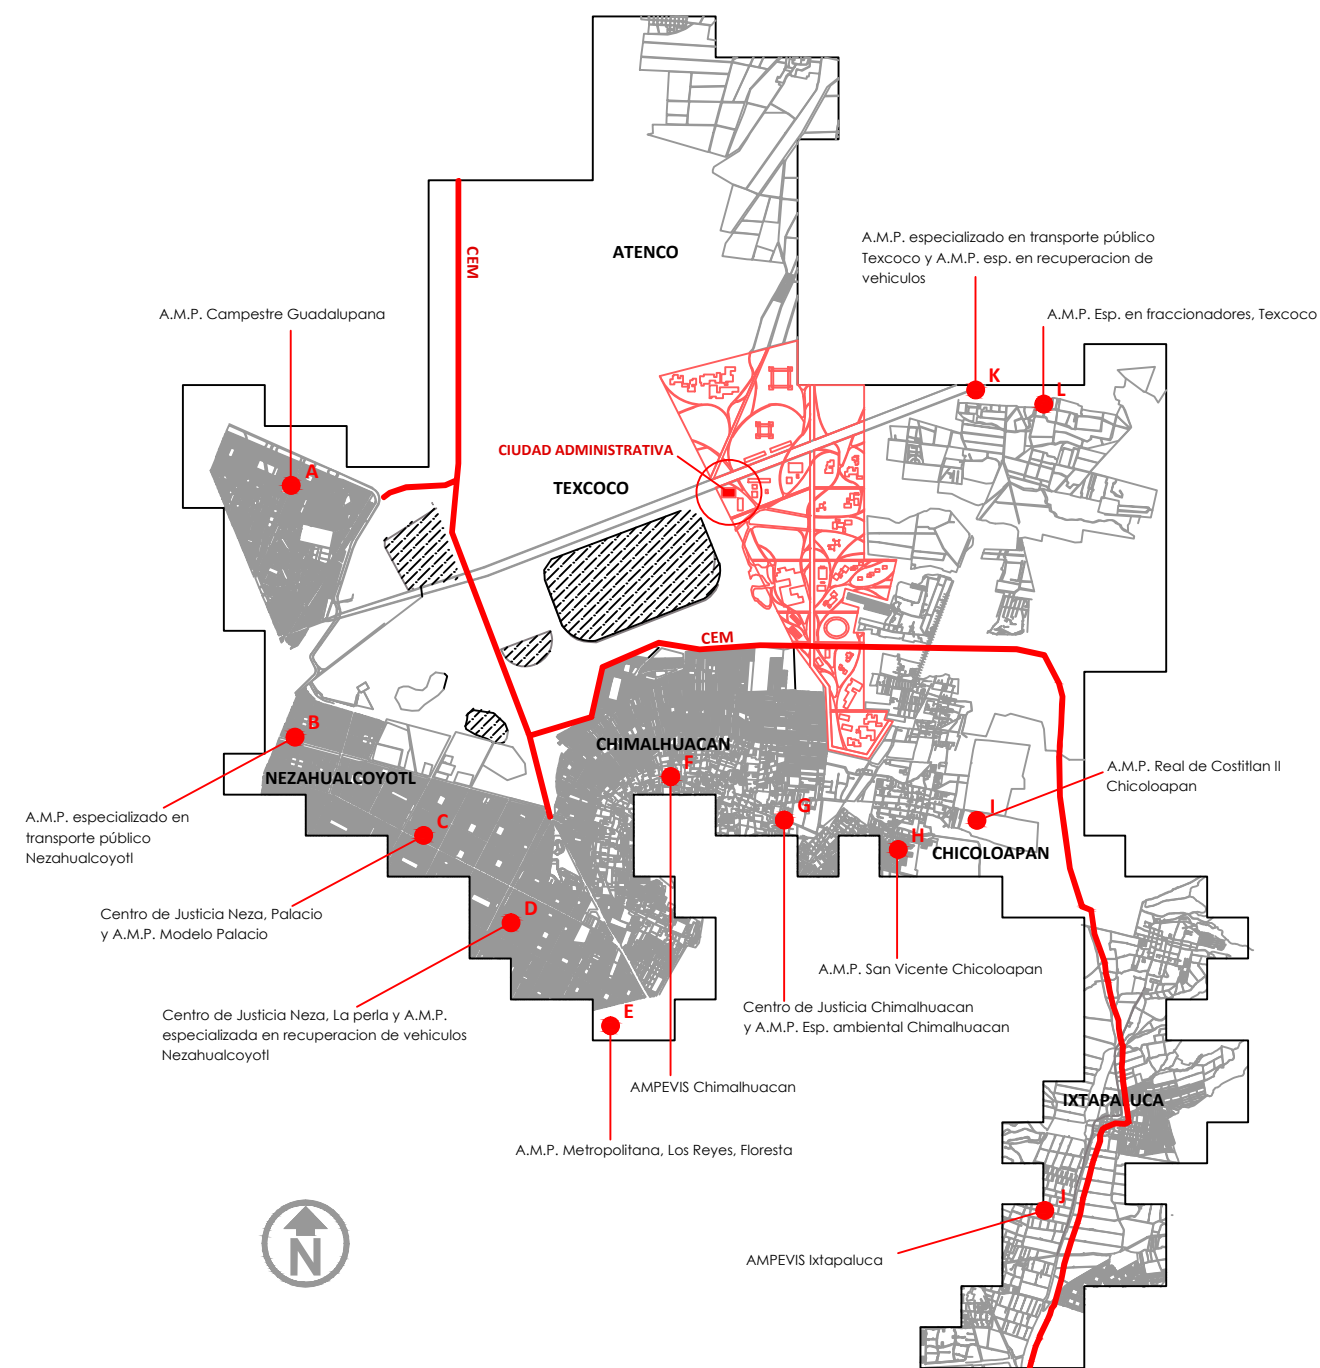 A.M.P. especializado en transporte público
Texcoco y A.M.P. esp. en recuperacion de
vehiculos
ATENCO
CEM
A.M.P. Campestre Guadalupana
A.M.P. Esp. en fraccionadores, Texcoco
K
L
CIUDAD ADMINISTRATIVA
A
TEXCOCO
CEM
B
CHIMALHUACAN
F
NEZAHUALCOYOTL
A.M.P. Real de Costitlan II
Chicoloapan
G
I
A.M.P. especializado en
transporte público
Nezahualcoyotl
C
H
CHICOLOAPAN
Centro de Justicia Neza, Palacio
y A.M.P. Modelo Palacio
D
A.M.P. San Vicente Chicoloapan
Centro de Justicia Neza, La perla y A.M.P.
especializada en recuperacion de vehiculos
Nezahualcoyotl
E
Centro de Justicia Chimalhuacan
y A.M.P. Esp. ambiental Chimalhuacan
AMPEVIS Chimalhuacan
IXTAPALUCA
A.M.P. Metropolitana, Los Reyes, Floresta
J
N
AMPEVIS Ixtapaluca